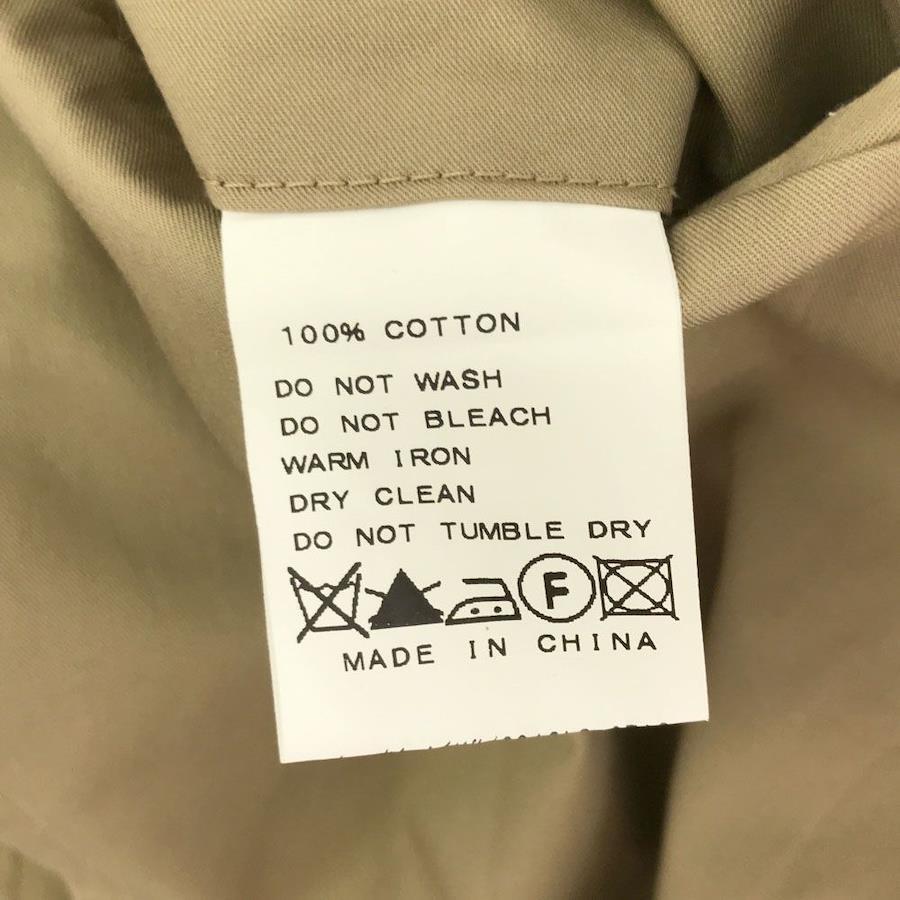 100% COTTON
DO NOT WASH
DO NOT BLEACH
WARM IRON
DRY CLEAN
DO NOT TUMBLE DRY
F
MADE IN CHINA